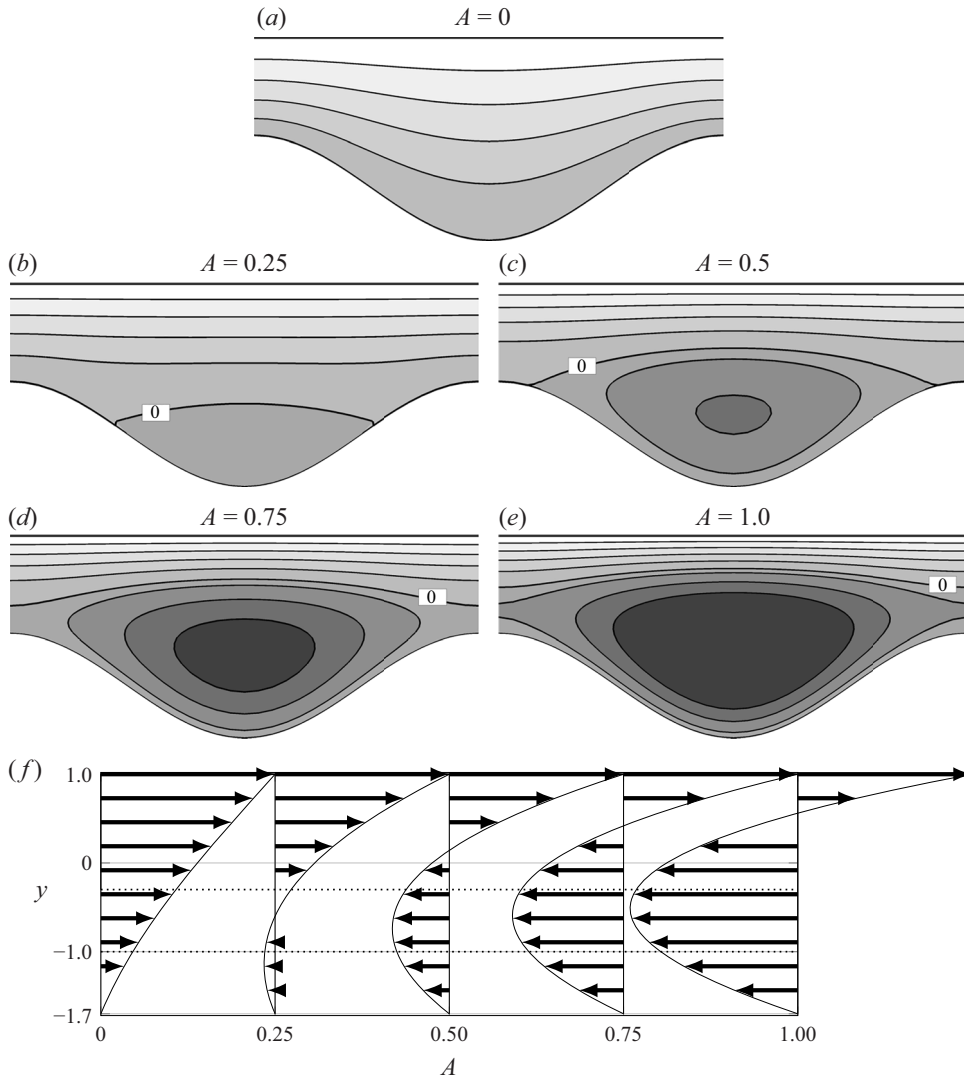 (a) A = 0
(b) A = 0.25
(c) A = 0.5
0
0
(d) A = 0.75
(e) A = 1.0
0
0
(f)
1.0
0
y
−1.0
−1.7
0 0.25 0.50 0.75 1.00
A